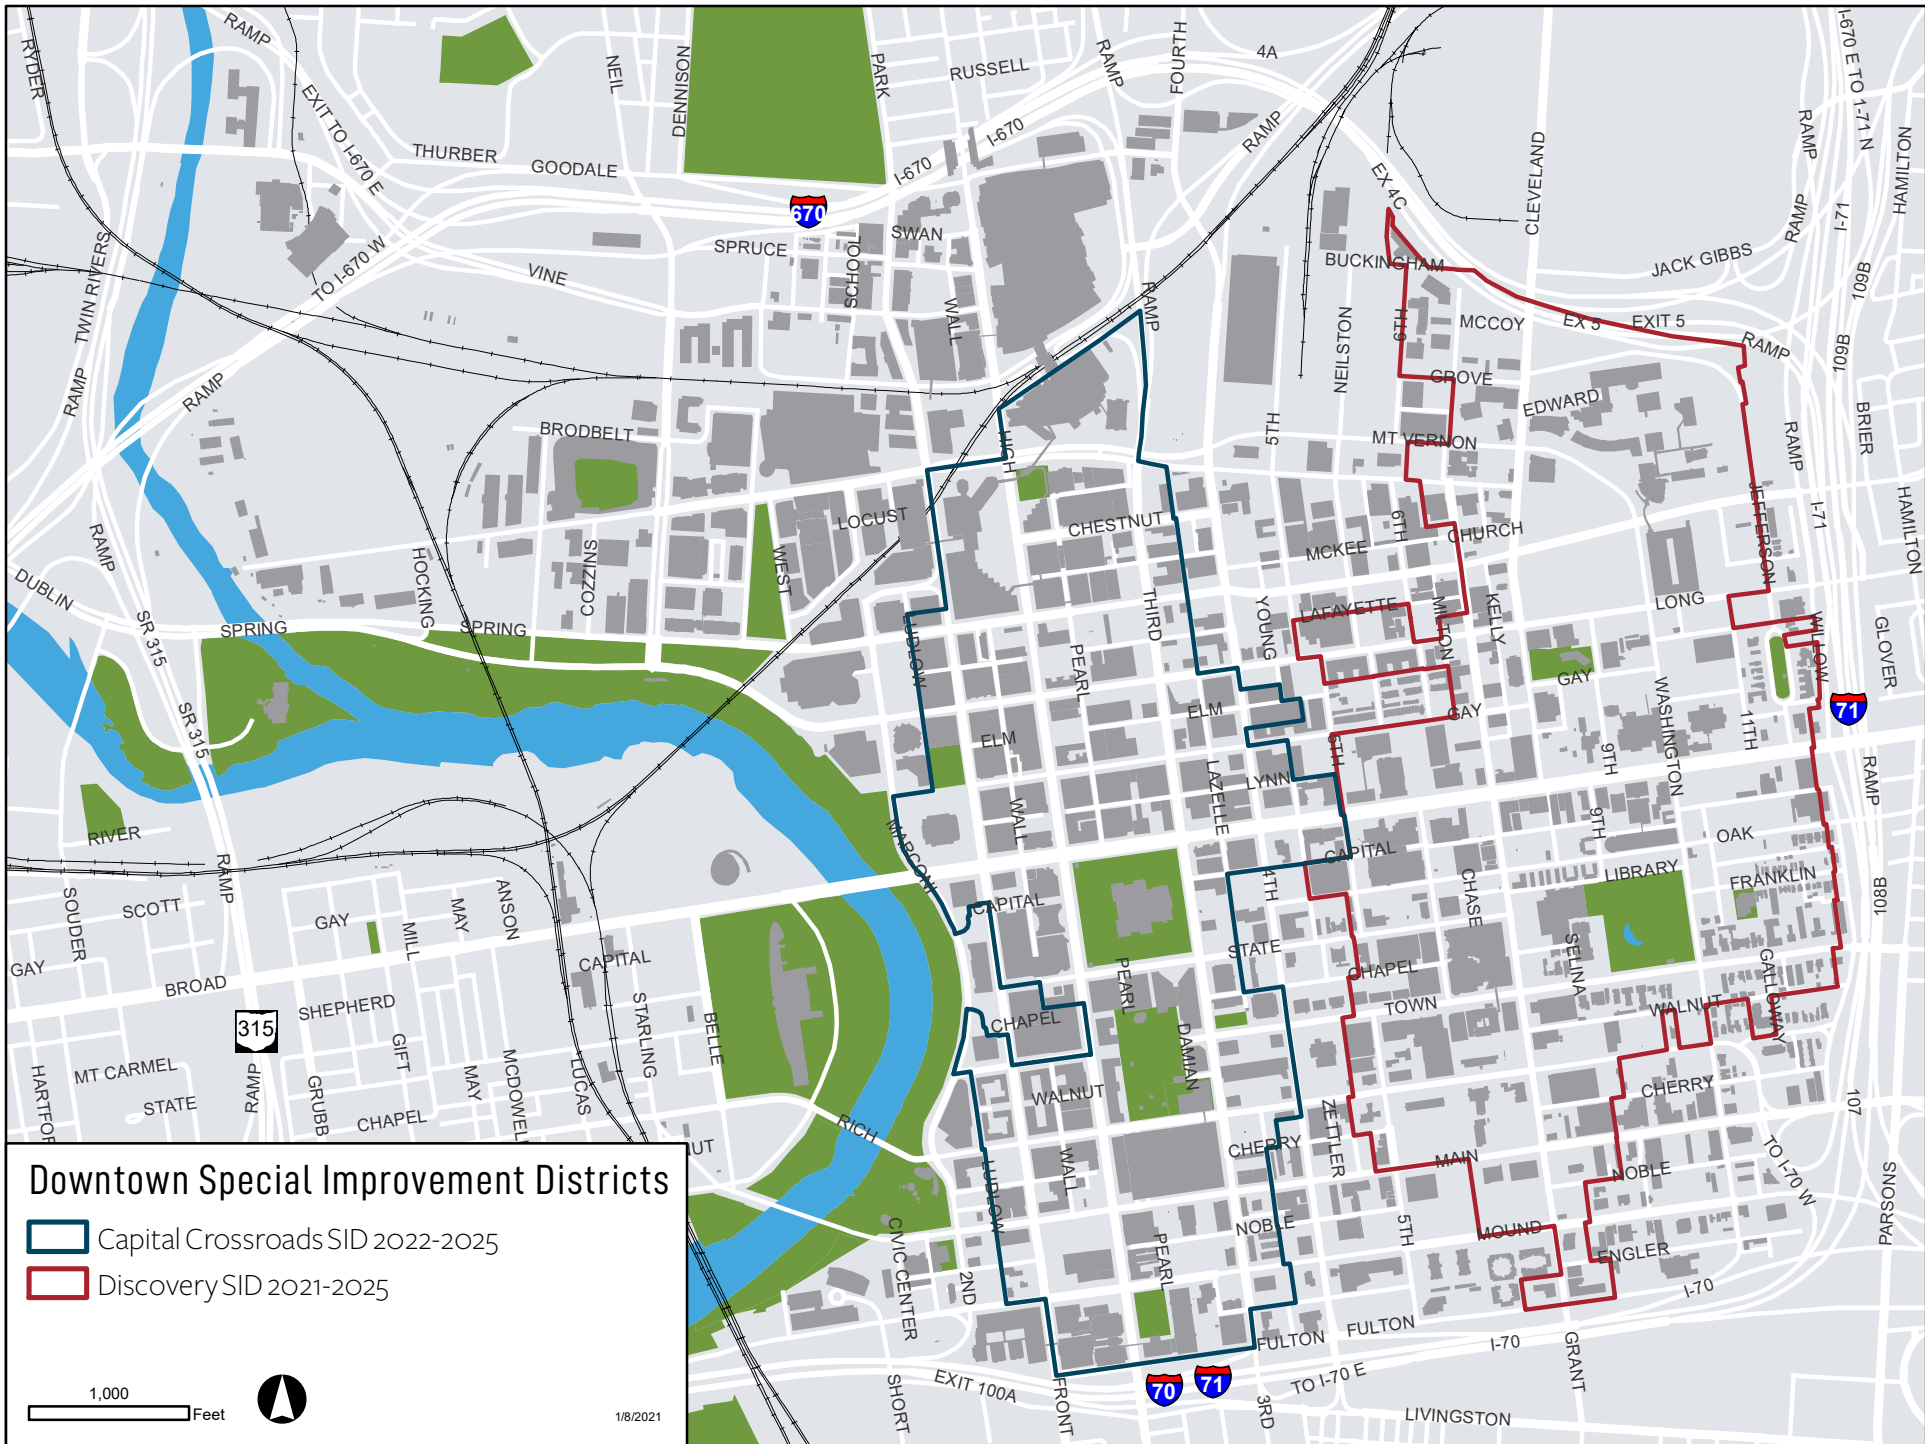 RYDER
RAMP
NEIL
DENNISON
PARK
RUSSELL
RAMP
FOURTH
4A
I-670 E TO 1-71 N
EXIT TO I-670 E
THURBER
GOODALE
I-670
I-670
RAMP
EX 4C
CLEVELAND
RAMP
HAMILTON
670
SWAN
SPRUCE
SCHOOL
VINE
TO I-670 W
TWIN RIVERS
WALL
RAMP
BUCKINGHAM
RAMP
I-71
JACK GIBBS
109B
NEILSTON
6TH
MCCOY
EX 5
EXIT 5
RAMP
109B
RAMP
RAMP
GROVE
EDWARD
BRODBELT
HIGH
5TH
MT VERNON
RAMP
BRIER
LOCUST
CHESTNUT
6TH
CHURCH
MCKEE
JEFFERSON
I-71
HAMILTON
RAMP
DUBLIN
HOCKING
COZZINS
WEST
SR 315
SPRING
SPRING
LUDLOW
THIRD
YOUNG
LAFAYETTE
MILTON
KELLY
LONG
WILLOW
GLOVER
PEARL
SR 315
ELM
ELM
GAY
GAY
WASHINGTON
11TH
71
5TH
9TH
LYNN
LAZELLE
RAMP
RIVER
MARCONI
WALL
9TH
OAK
RAMP
CAPITAL
LIBRARY
FRANKLIN
SOUDER
SCOTT
GAY
MILL
MAY
ANSON
CAPITAL
4TH
CHASE
108B
GAY
BROAD
CAPITAL
STATE
SELINA
GALLOWAY
SHEPHERD
315
GIFT
STARLING
BELLE
PEARL
CHAPEL
CHAPEL
TOWN
WALNUT
DAMIAN
HARTFOR
MT CARMEL
STATE
RAMP
GRUBB
CHAPEL
MAY
MCDOWELL
LUCAS
WALNUT
CHERRY
107
RICH
UT
ZETTLER
CHERRY
MAIN
WALL
NOBLE
TO I-70 W
PARSONS
LUDLOW
CIVIC CENTER
2ND
NOBLE
5TH
MOUND
ENGLER
PEARL
I-70
FULTON
FULTON
I-70
GRANT
TO I-70 E
EXIT 100A
SHORT
FRONT
70
71
3RD
LIVINGSTON
Downtown Special Improvement Districts
Capital Crossroads SID 2022-2025
Discovery SID 2021-2025
1,000
Feet
1/8/2021